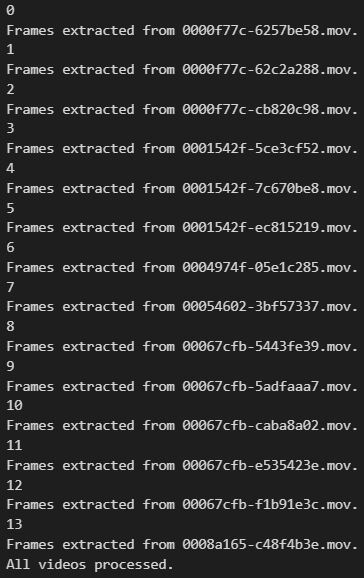 0
Frames extracted from 0000f77c-6257be58.mov.
1
Frames extracted from 0000f77c-62c2a288.mov.
2
Frames extracted from 0000f77c-cb820c98.mov.
3
Frames extracted from 0001542f-5ce3cf52.mov.
4
Frames extracted from 0001542f-7c670be8.mov.
5
Frames extracted from 0001542f-ec815219.mov.
6
Frames extracted from 0004974f-05e1c285.mov.
7
Frames extracted from 00054602-3bf57337.mov.
8
Frames extracted from 00067cfb-5443fe39.mov.
9
Frames extracted from 00067cfb-5adfaaa7.mov.
10
Frames extracted from 00067cfb-caba8a02.mov.
11
Frames extracted from 00067cfb-e535423e.mov.
12
Frames extracted from 00067cfb-f1b91e3c.mov.
13
Frames extracted from 0008a165-c48f4b3e.mov.
All videos processed.